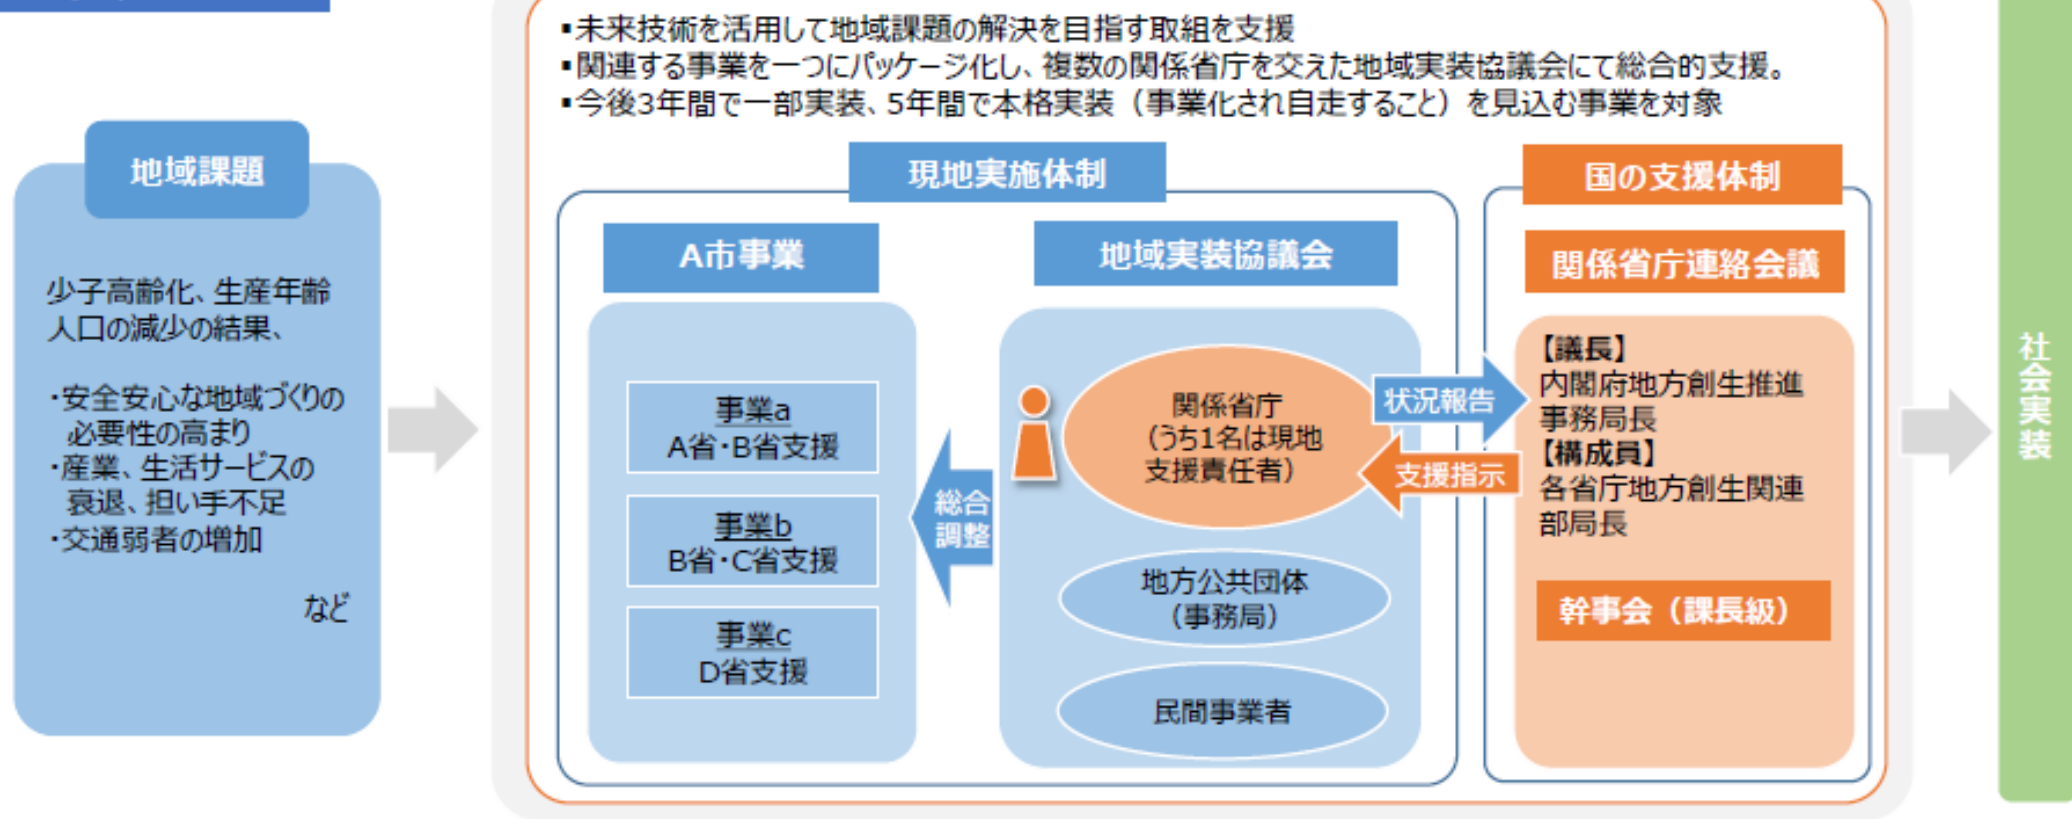 ▪未来技術を活用して地域課題の解決を目指す取組を支援
▪関連する事業を一つにパッケージ化し、複数の関係省庁を交えた地域実装協議会にて総合的支援。
▪今後3年間で一部実装、5年間で本格実装（事業化され自走すること）を見込む事業を対象
地域課題
少子高齢化、生産年齢
人口の減少の結果、
・安全安心な地域づくりの
必要性の高まり
・産業、生活サービスの
衰退、担い手不足
・交通弱者の増加
など
現地実施体制
A市事業
事業a
A省・B省支援
事業b
B省・C省支援
事業c
D省支援
総合
調整
地域実装協議会
関係省庁
（うち1名は現地
支援責任者）
地方公共団体
（事務局）
民間事業者
状況報告
支援指示
国の支援体制
関係省庁連絡会議
【議長】
内閣府地方創生推進
事務局長
【構成員】
各省庁地方創生関連
部局長
幹事会（課長級）
社会実装